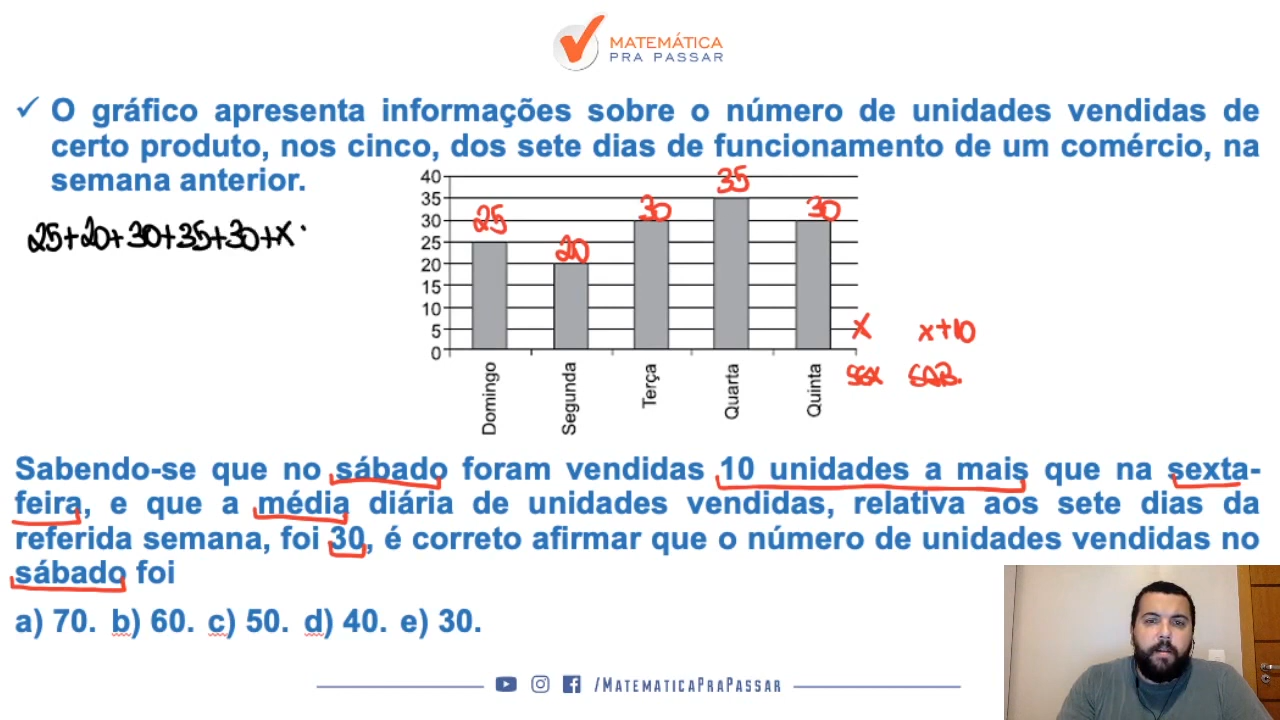 MATEMÁTICA
PRA PASSAR
✓ O gráfico apresenta informações sobre o número de unidades vendidas de
certo produto, nos cinco, dos sete dias de funcionamento de um comércio, na
semana anterior.
25+20+30+35+30+x
40
35
30
25
20
15
10
5
0
25
20
30
35
30
x
x+10
Domingo
Segunda
Terça
Quarta
Quinta
SEX
SÁB.
Sabendo-se que no sábado foram vendidas 10 unidades a mais que na sexta-
feira, e que a média diária de unidades vendidas, relativa aos sete dias da
referida semana, foi 30, é correto afirmar que o número de unidades vendidas no
sábado foi
a) 70. b) 60. c) 50. d) 40. e) 30.
/MATEMATICAPRAPASSAR